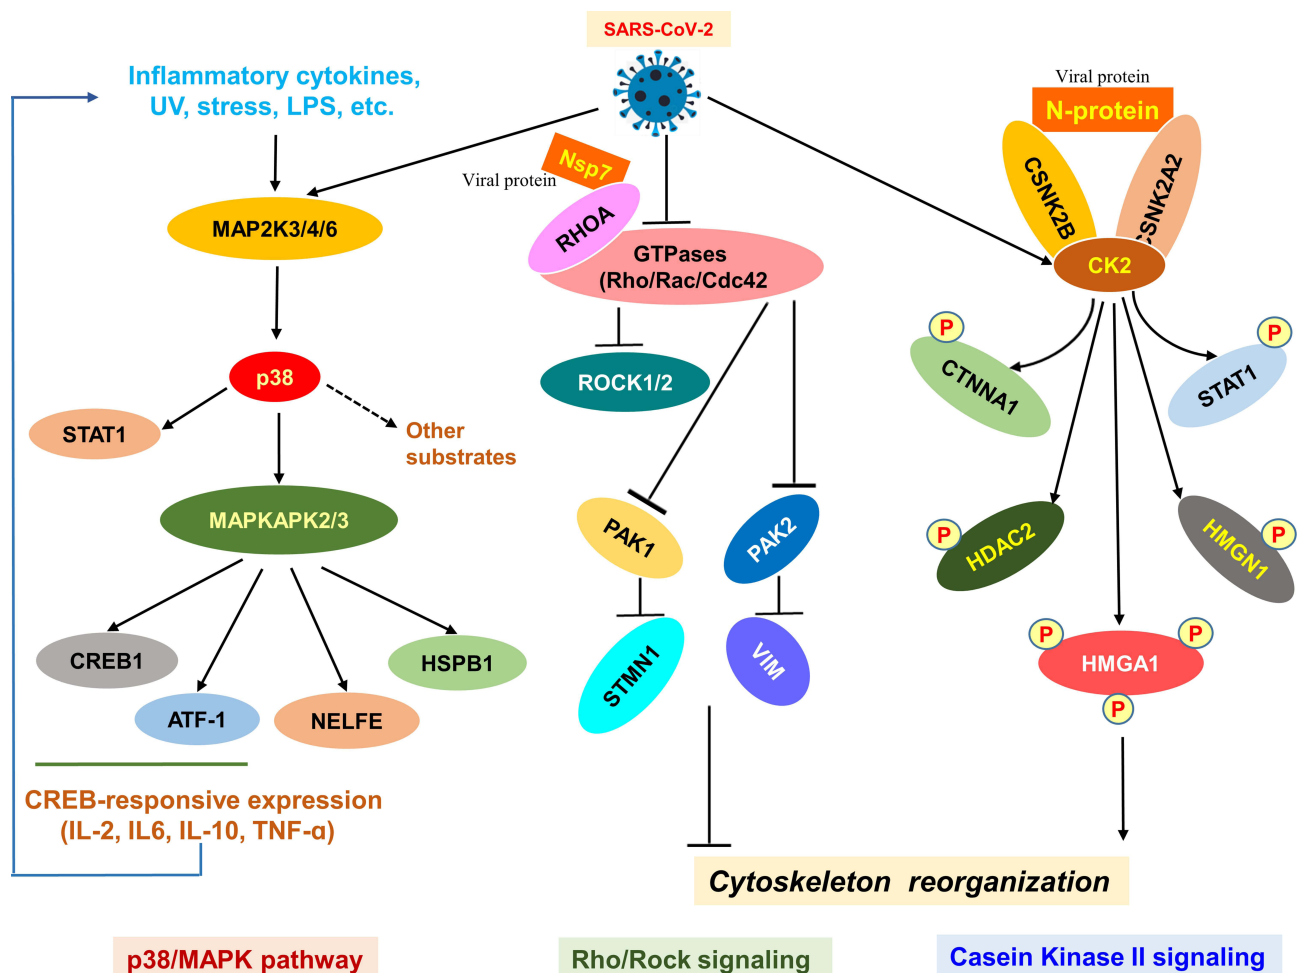 SARS-CoV-2
Inflammatory cytokines,
UV, stress, LPS, etc.
Viral protein
N-protein
Nsp7
Viral protein
CSNK2B
CSNK2A2
RHOA
MAP2K3/4/6
GTPases
(Rho/Rac/Cdc42
CK2
P
P
CTNNA1
STAT1
p38
ROCK1/2
STAT1
Other
substrates
MAPKAPK2/3
PAK1
PAK2
P
HDAC2
P
HMGN1
CREB1
HSPB1
STMN1
VIM
P
P
HMGA1
P
ATF-1
NELFE
CREB-responsive expression
(IL-2, IL6, IL-10, TNF-α)
Cytoskeleton reorganization
p38/MAPK pathway
Rho/Rock signaling
Casein Kinase II signaling